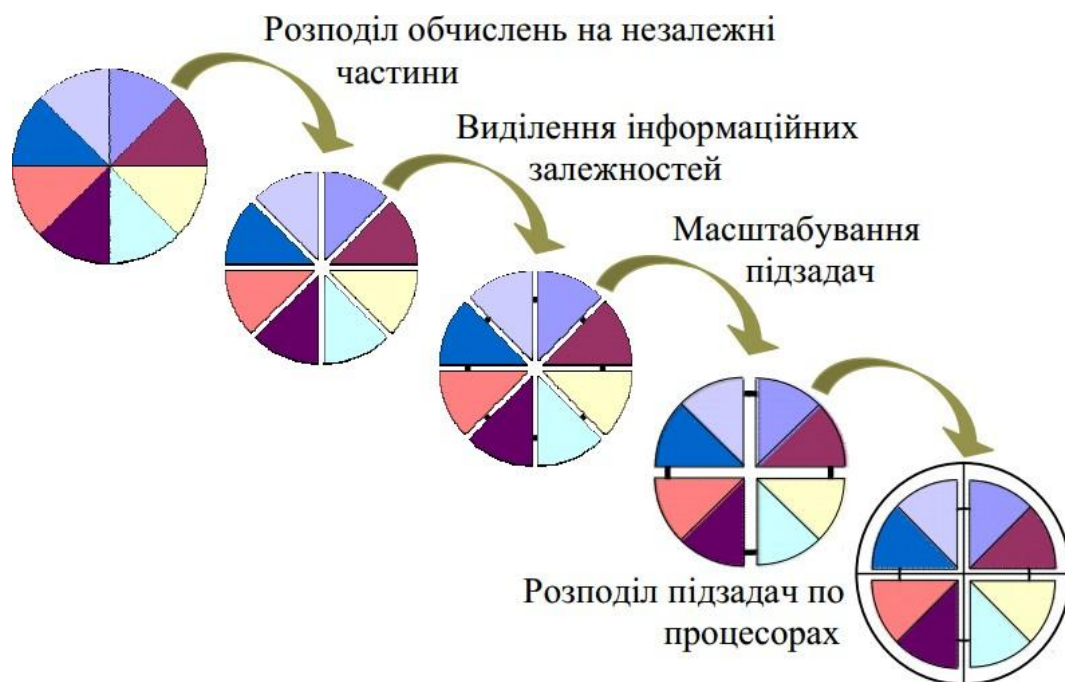 Розподіл обчислень на незалежні
частини
Виділення інформаційних
залежностей
Масштабування
підзадач
Розподіл підзадач по
процесорах